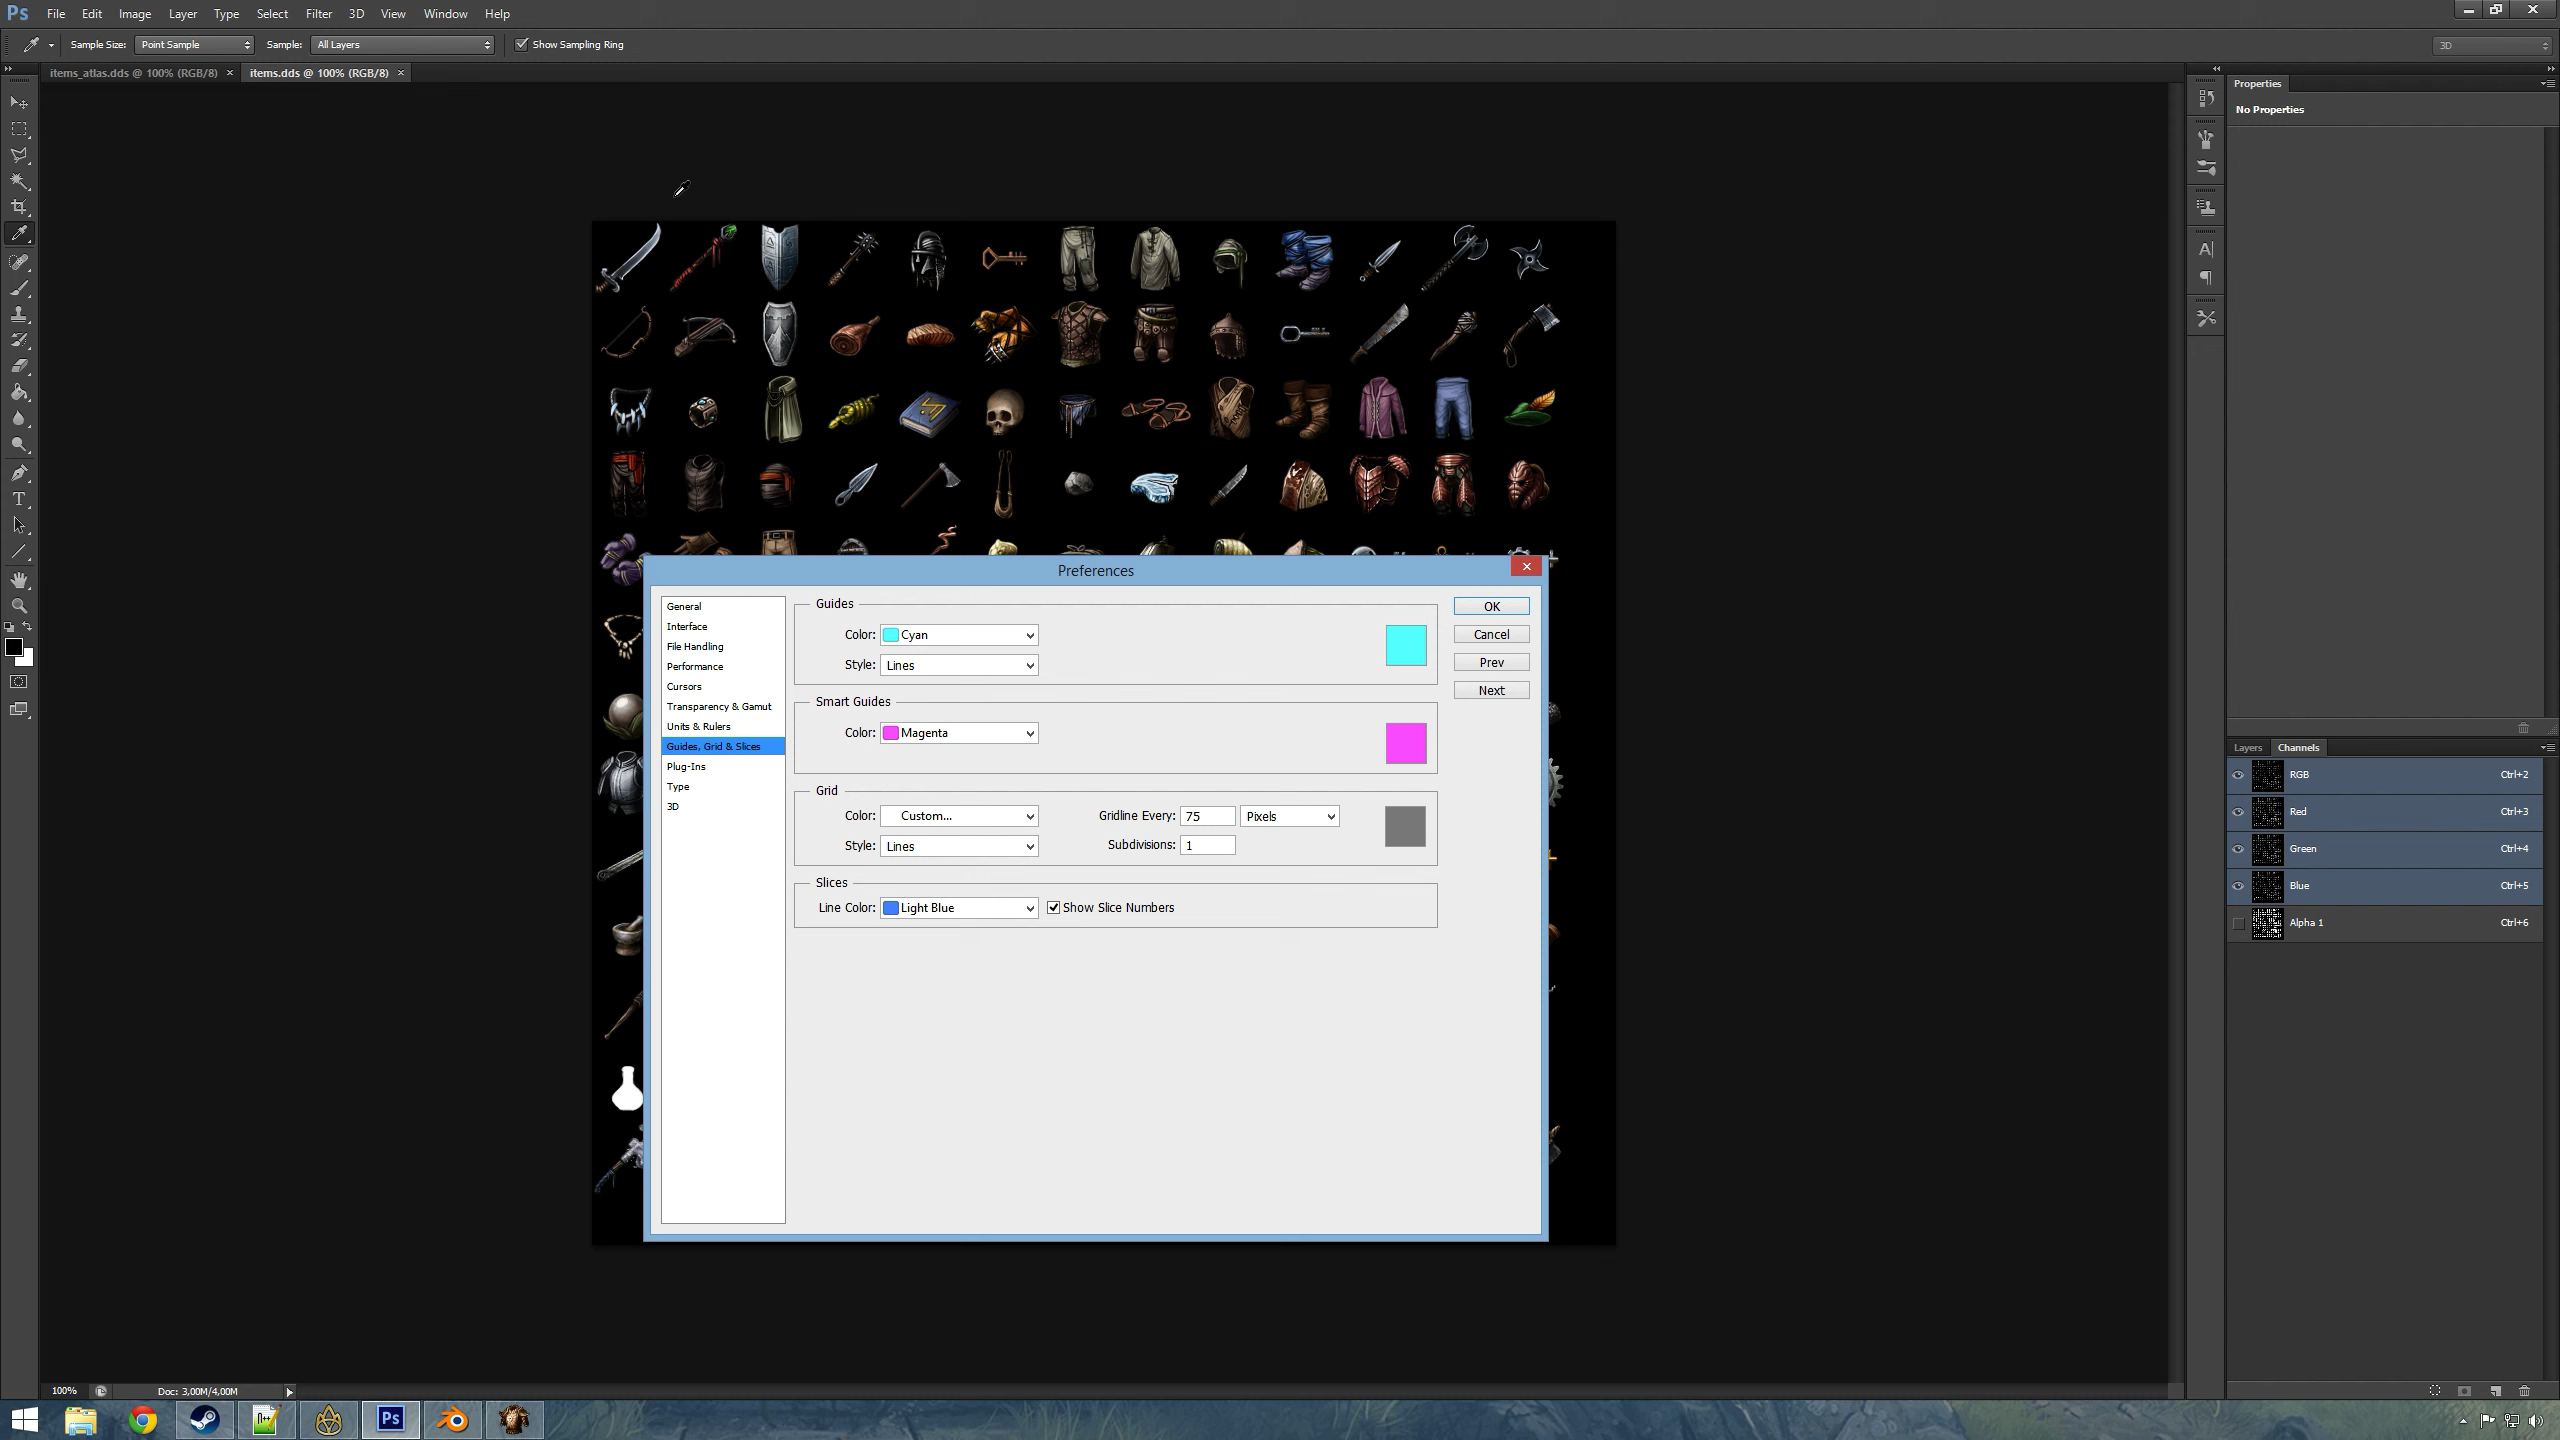 Ps File Edit Image Layer Type Select Filter 3D View Window Help
Sample Size: Point Sample Sample: All Layers Show Sampling Ring 3D
items_atlas.dds @ 100% (RGB/8) × items.dds @ 100% (RGB/8) ×
Properties
No Properties
Preferences
General
Interface
File Handling
Performance
Cursors
Transparency & Gamut
Units & Rulers
Guides, Grid & Slices
Plug-Ins
Type
3D
Guides
Color: Cyan
Style: Lines
Smart Guides
Color: Magenta
Grid
Color: Custom... Gridline Every: 75 Pixels
Style: Lines Subdivisions: 1
Slices
Line Color: Light Blue Show Slice Numbers
OK
Cancel
Prev
Next
Layers Channels
RGB Ctrl+2
Red Ctrl+3
Green Ctrl+4
Blue Ctrl+5
Alpha 1 Ctrl+6
100% Doc: 3,00M/4,00M
Ps